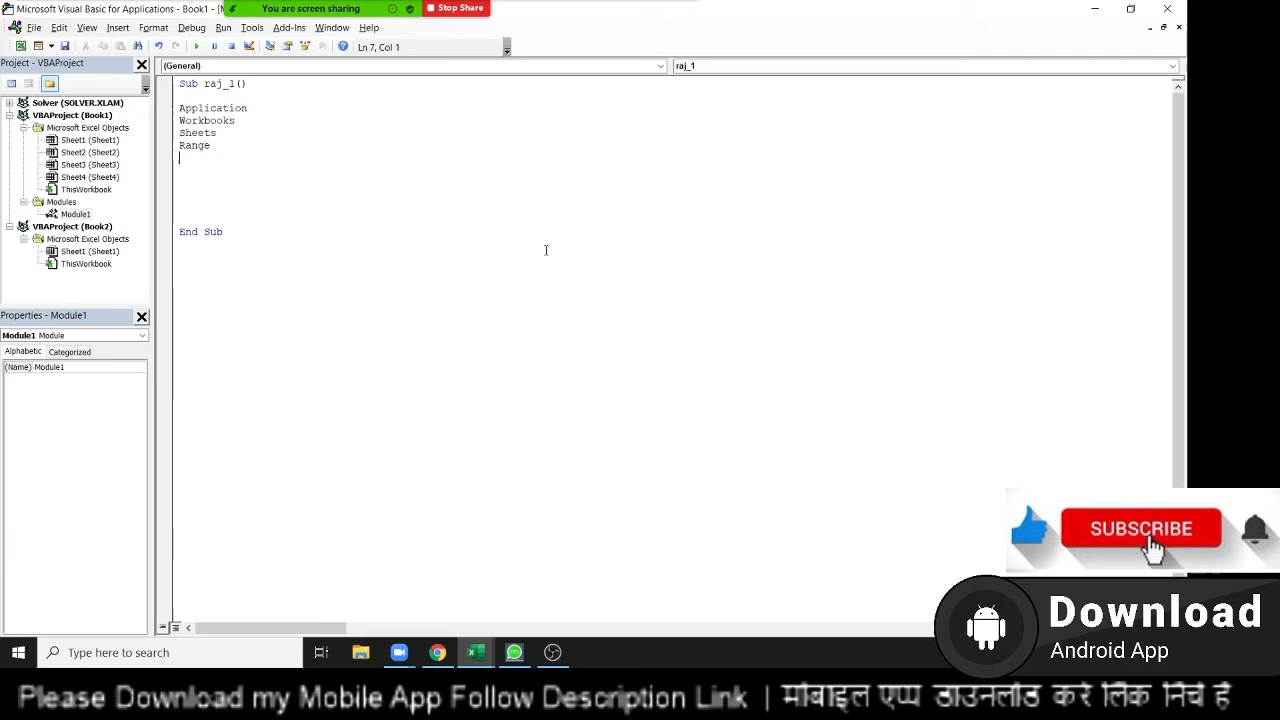 Microsoft Visual Basic for Applications - Book1 - [
You are screen sharing
Stop Share
File Edit View Insert Format Debug Run Tools Add-Ins Window Help
Ln 7, Col 1
Project - VBAProject
(General)
raj_1
Solver (SOLVER.XLAM)
VBAProject (Book1)
Microsoft Excel Objects
Sheet1 (Sheet1)
Sheet2 (Sheet2)
Sheet3 (Sheet3)
Sheet4 (Sheet4)
ThisWorkbook
Modules
Module1
VBAProject (Book2)
Microsoft Excel Objects
Sheet1 (Sheet1)
ThisWorkbook
Sub raj_1()
Application
Workbooks
Sheets
Range
End Sub
Properties - Module1
Module1 Module
Alphabetic Categorized
(Name) Module1
SUBSCRIBE
Download
Android App
Type here to search
Please Download my Mobile App Follow Description Link | मोबाइल एप्प डाउनलोड करे लिंक निचे है